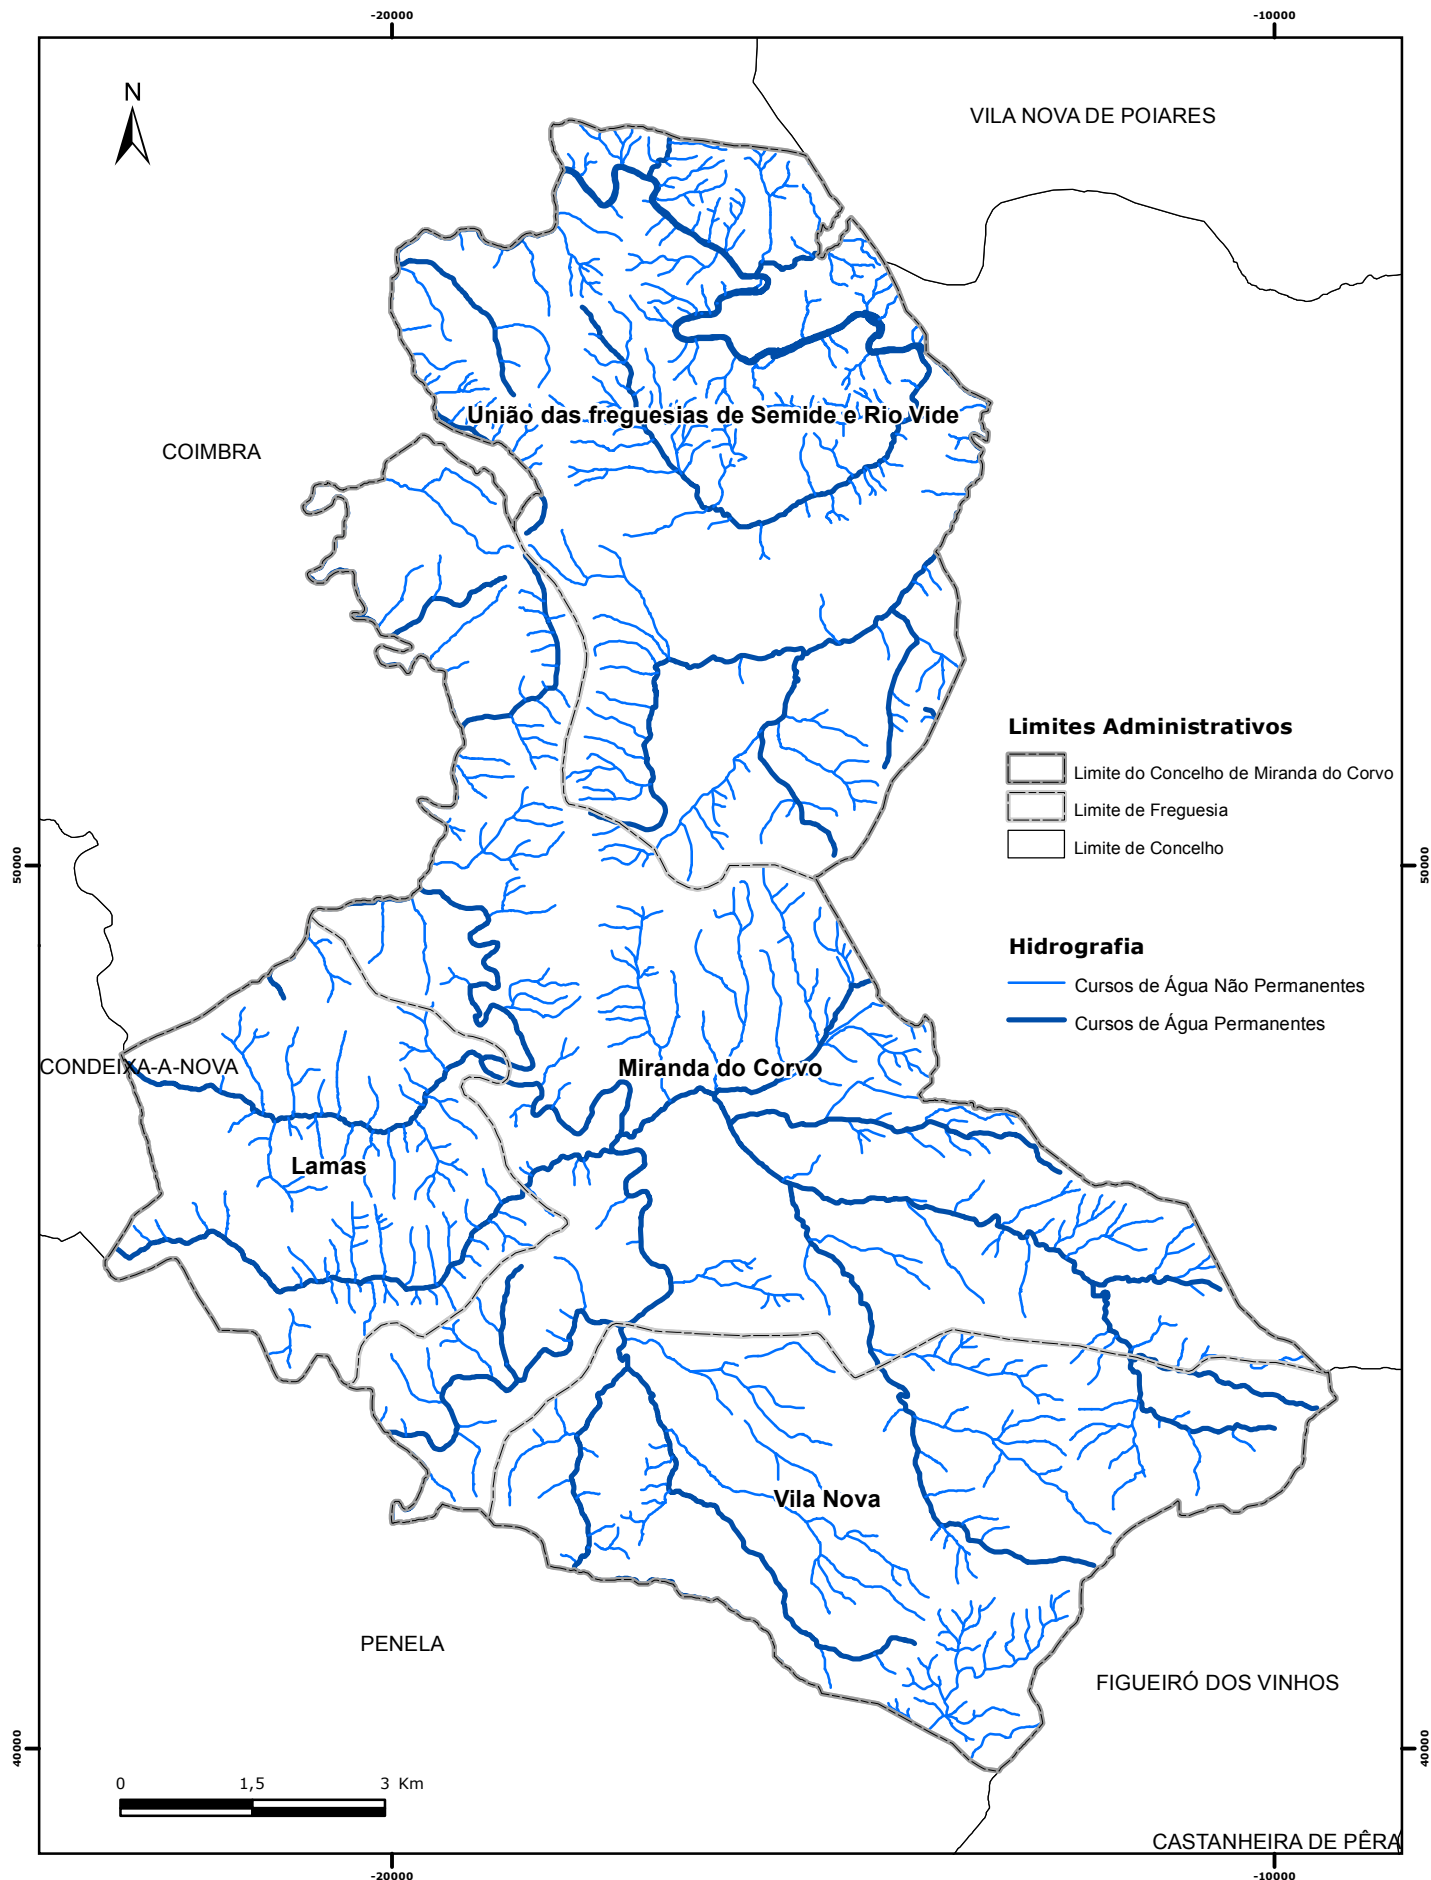 -20000
-10000
N
VILA NOVA DE POIARES
União das freguesias de Semide e Rio Vide
COIMBRA
Limites Administrativos
Limite do Concelho de Miranda do Corvo
Limite de Freguesia
Limite de Concelho
50000
50000
Hidrografia
Cursos de Água Não Permanentes
Cursos de Água Permanentes
CONDEIXA-A-NOVA
Miranda do Corvo
Lamas
Vila Nova
PENELA
FIGUEIRÓ DOS VINHOS
40000
40000
0 1,5 3 Km
CASTANHEIRA DE PÊRA
-20000
-10000